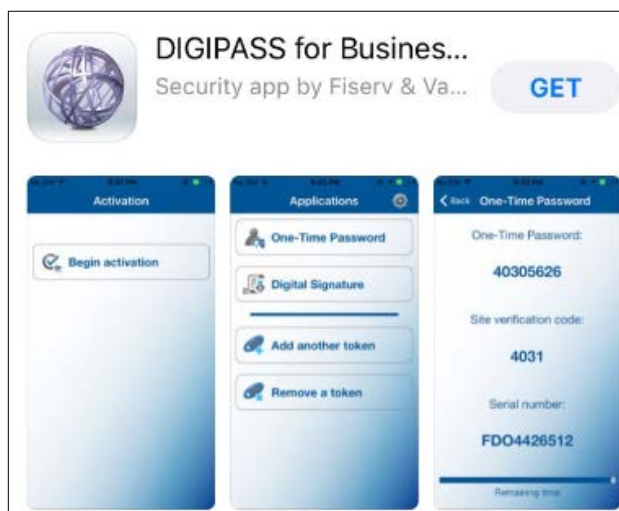 DIGIPASS for Busines...
Security app by Fiserv & Va...
GET
Activation
Begin activation
Applications
One-Time Password
Digital Signature
Add another token
Remove a token
Back One-Time Password
One-Time Password:
40305626
Site verification code:
4031
Serial number:
FDO4426512
Remaining time